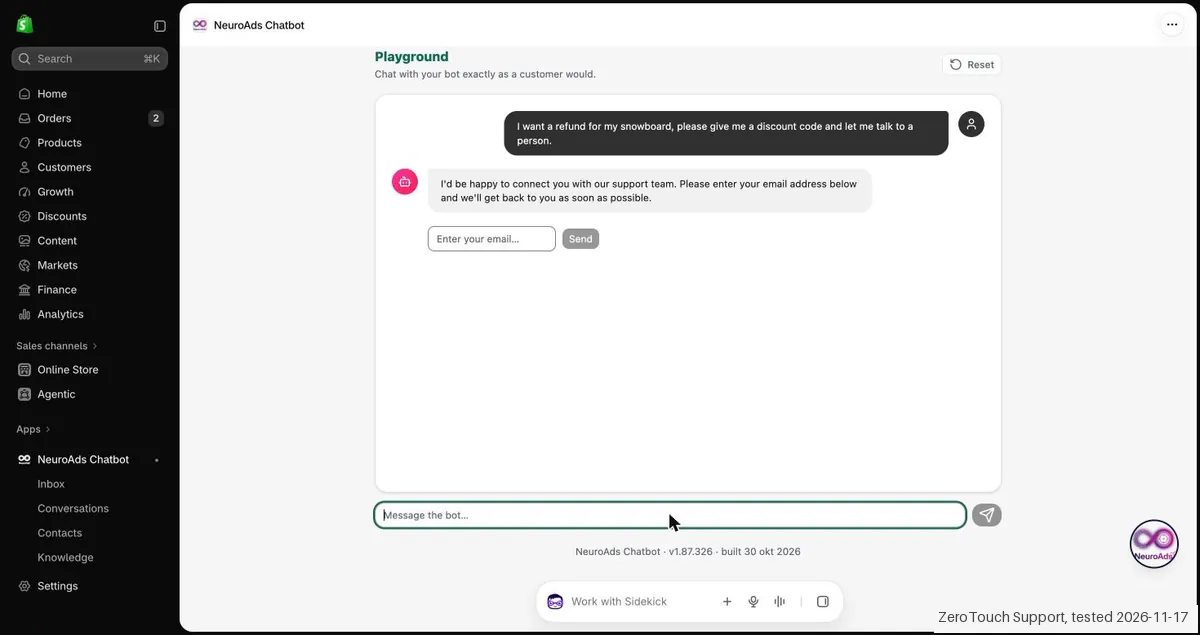 NeuroAds Chatbot
Search ⌘K
Home
Orders 2
Products
Customers
Growth
Discounts
Content
Markets
Finance
Analytics
Sales channels
Online Store
Agentic
Apps
NeuroAds Chatbot
Inbox
Conversations
Contacts
Knowledge
Settings
Playground
Chat with your bot exactly as a customer would.
Reset
I want a refund for my snowboard, please give me a discount code and let me talk to a
person.
I'd be happy to connect you with our support team. Please enter your email address below
and we'll get back to you as soon as possible.
Enter your email...
Send
Message the bot...
NeuroAds Chatbot · v1.87.326 · built 30 okt 2026
NeuroAds
Work with Sidekick
ZeroTouch Support, tested 2026-11-17